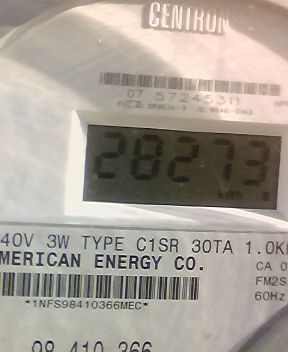 CENTRON
07 57245311
28273
40V 3W TYPE C1SR 30TA 1.0K
MERICAN ENERGY CO.
CA 0
FM2S
60Hz
*1NFS98410366MEC*
98 410 366